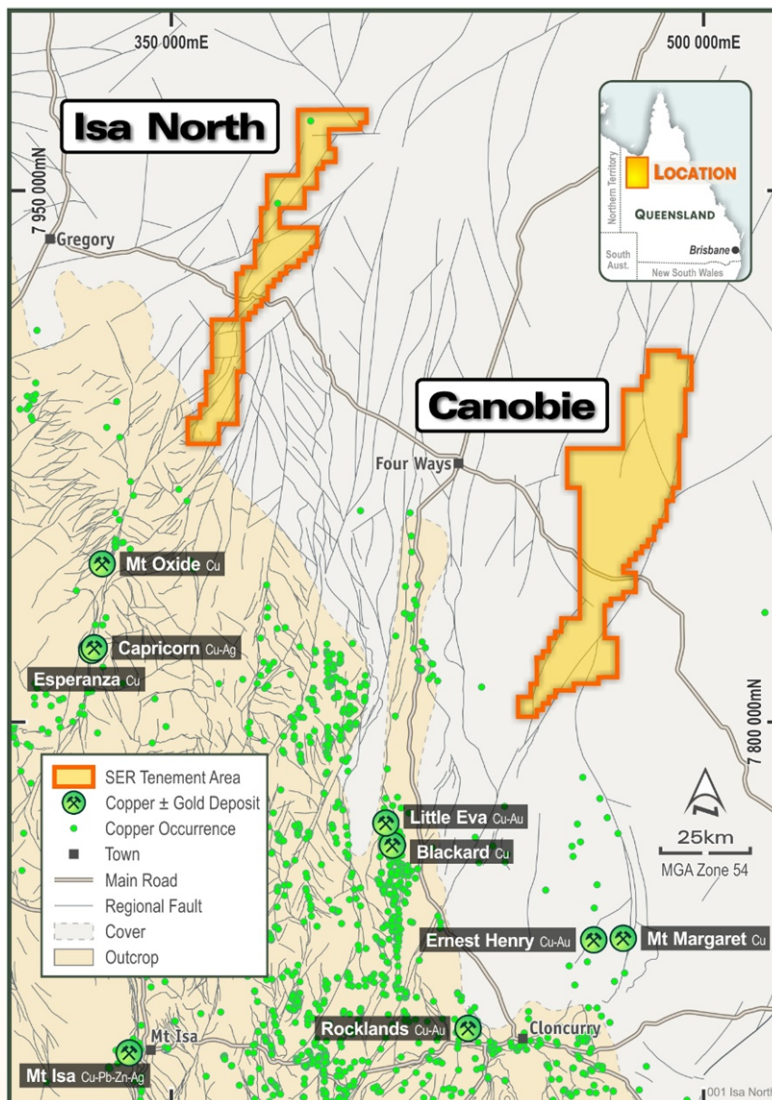 350 000mE
500 000mE
Isa North
7 950 000mN
Gregory
Northern Territory
LOCATION
QUEENSLAND
Brisbane
South
Aust.
New South Wales
Canobie
Four Ways
Mt Oxide Cu
Capricorn Cu-Ag
Esperanza Cu
7 800 000mN
SER Tenement Area
Copper ± Gold Deposit
Copper Occurrence
Town
Main Road
Regional Fault
Cover
Outcrop
Little Eva Cu-Au
Blackard Cu
25km
MGA Zone 54
Ernest Henry Cu-Au
Mt Margaret Cu
Rocklands Cu-Au
Cloncurry
Mt Isa
Mt Isa Cu-Pb-Zn-Ag
001 Isa North